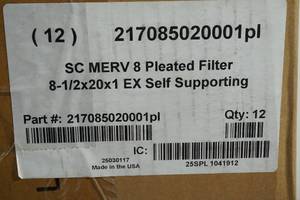 ( 12 ) 217085020001pl
SC MERV 8 Pleated Filter
8-1/2x20x1 EX Self Supporting
Part #: 217085020001pl Qty: 12
IC:
25030117 25SPL 1041912
Made in the USA